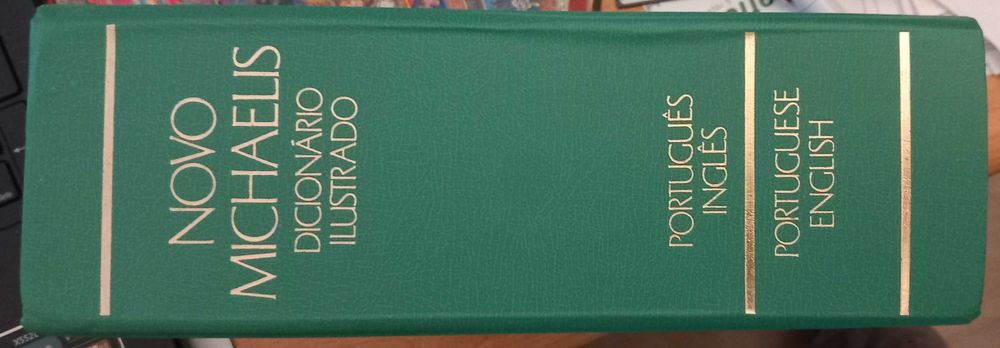 NOVO
MICHAELIS
DICIONÁRIO
ILUSTRADO
PORTUGUÊS
INGLÊS
PORTUGUESE
ENGLISH